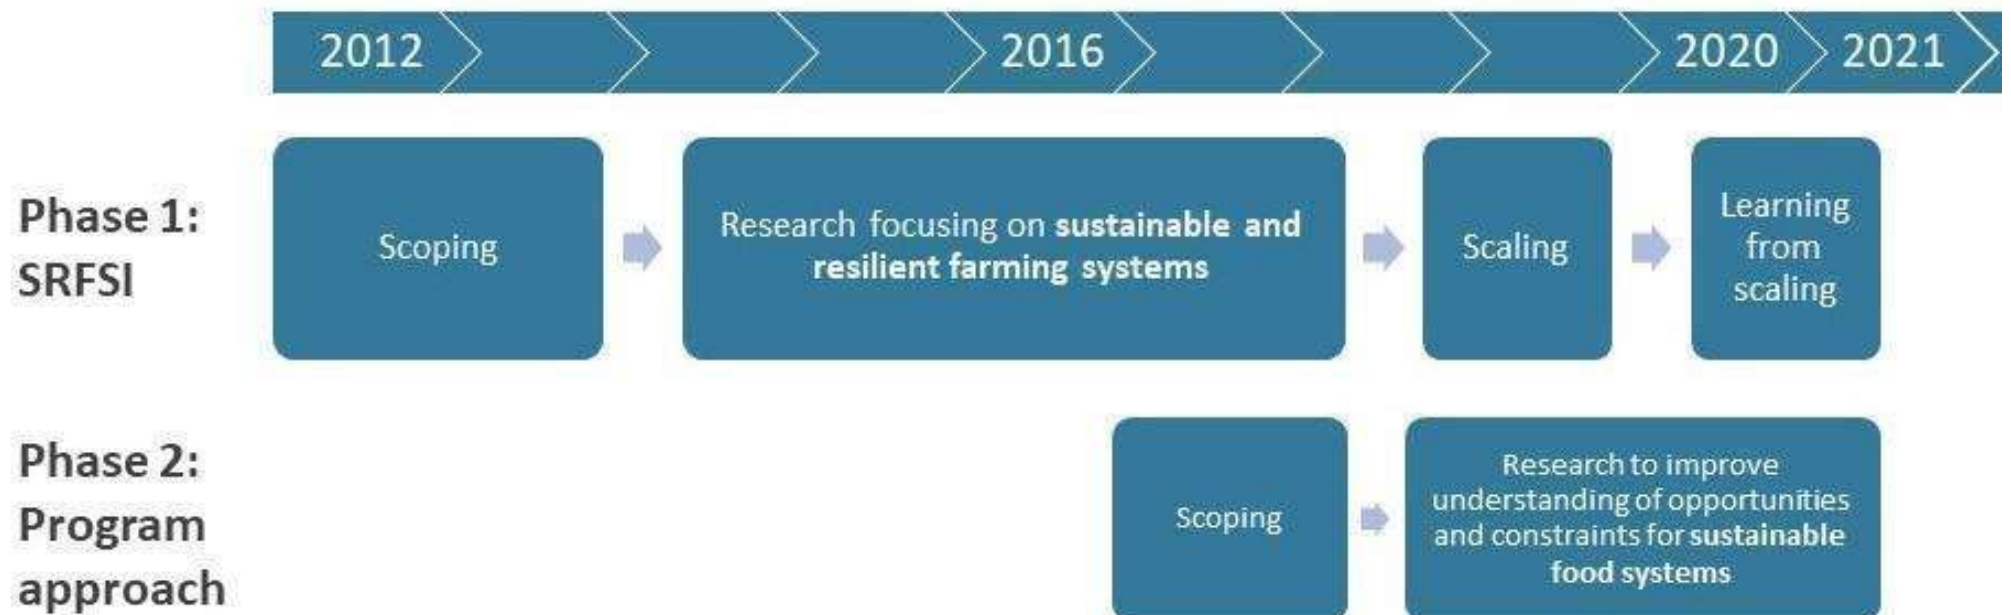 2012 2016 2020 2021
Phase 1:
SRFSI
Scoping
Research focusing on sustainable and
resilient farming systems
Scaling
Learning
from
scaling
Phase 2:
Program
approach
Scoping
Research to improve
understanding of opportunities
and constraints for sustainable
food systems